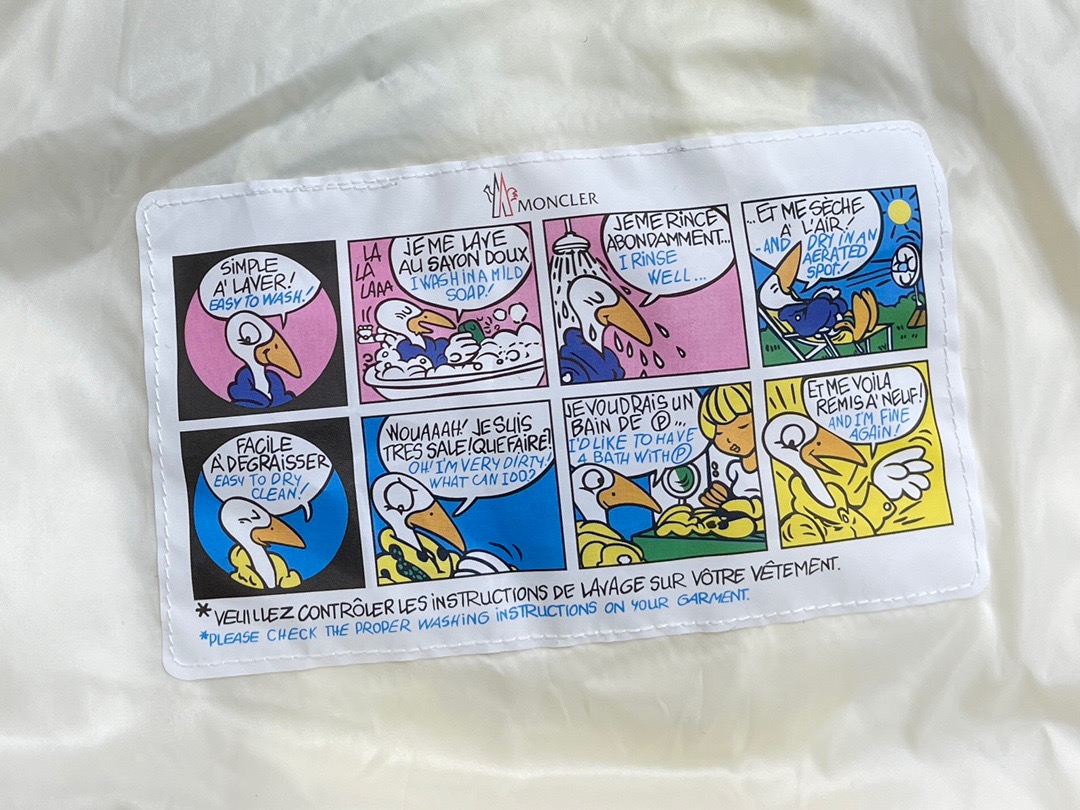 MONCLER
SIMPLE
A' LAVER!
EASY TO WASH!
LA
LA
LAAA
JE ME LAVE
AU SAYON DOUX
I WASH IN A MILD
SOAP!
JE ME RINCE
ABONDAMMENT...
I RINSE
WELL...
...ET ME SÈCHE
A' L'AIR!
-AND DRY IN AN
AERATED
SPOT!
FACILE
A' DEGRAISSER
EASY TO DRY
CLEAN!
WOUAAAH! JE SUIS
TRES SALE! QUE FAIRE?
OH! I'M VERY DIRTY!
WHAT CAN I DO?
JE VOUDRAIS UN
BAIN DE Ⓟ...
I'D LIKE TO HAVE
A BATH WITH Ⓟ
ET ME VOILA
REMIS A' NEUF!
AND I'M FINE
AGAIN!
*VEUILLEZ CONTRÔLER LES INSTRUCTIONS DE LAVAGE SUR VÔTRE VÊTEMENT.
*PLEASE CHECK THE PROPER WASHING INSTRUCTIONS ON YOUR GARMENT.